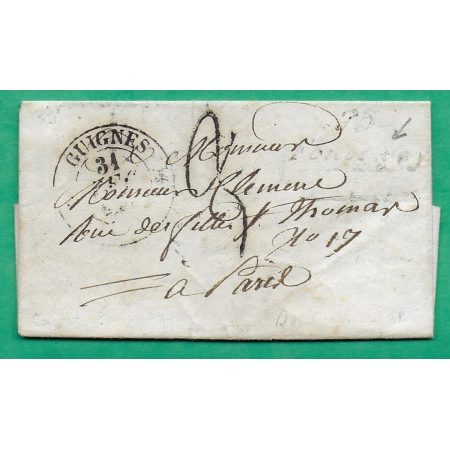 GUIGNES
31
Monsieur
Monsieur Clement
Rue des filles St Thomas
No 17
à Paris